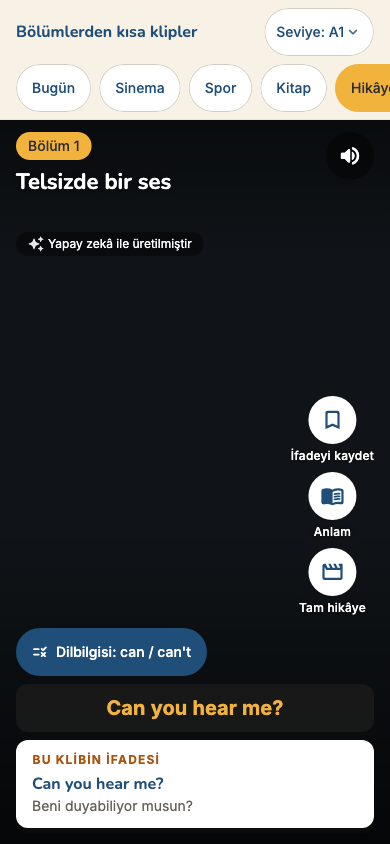 Bölümlerden kısa klipler
Seviye: A1
Bugün
Sinema
Spor
Kitap
Hikâye
Bölüm 1
Telsizde bir ses
Yapay zekâ ile üretilmiştir
İfadeyi kaydet
Anlam
Tam hikâye
Dilbilgisi: can / can't
Can you hear me?
BU KLİBİN İFADESİ
Can you hear me?
Beni duyabiliyor musun?